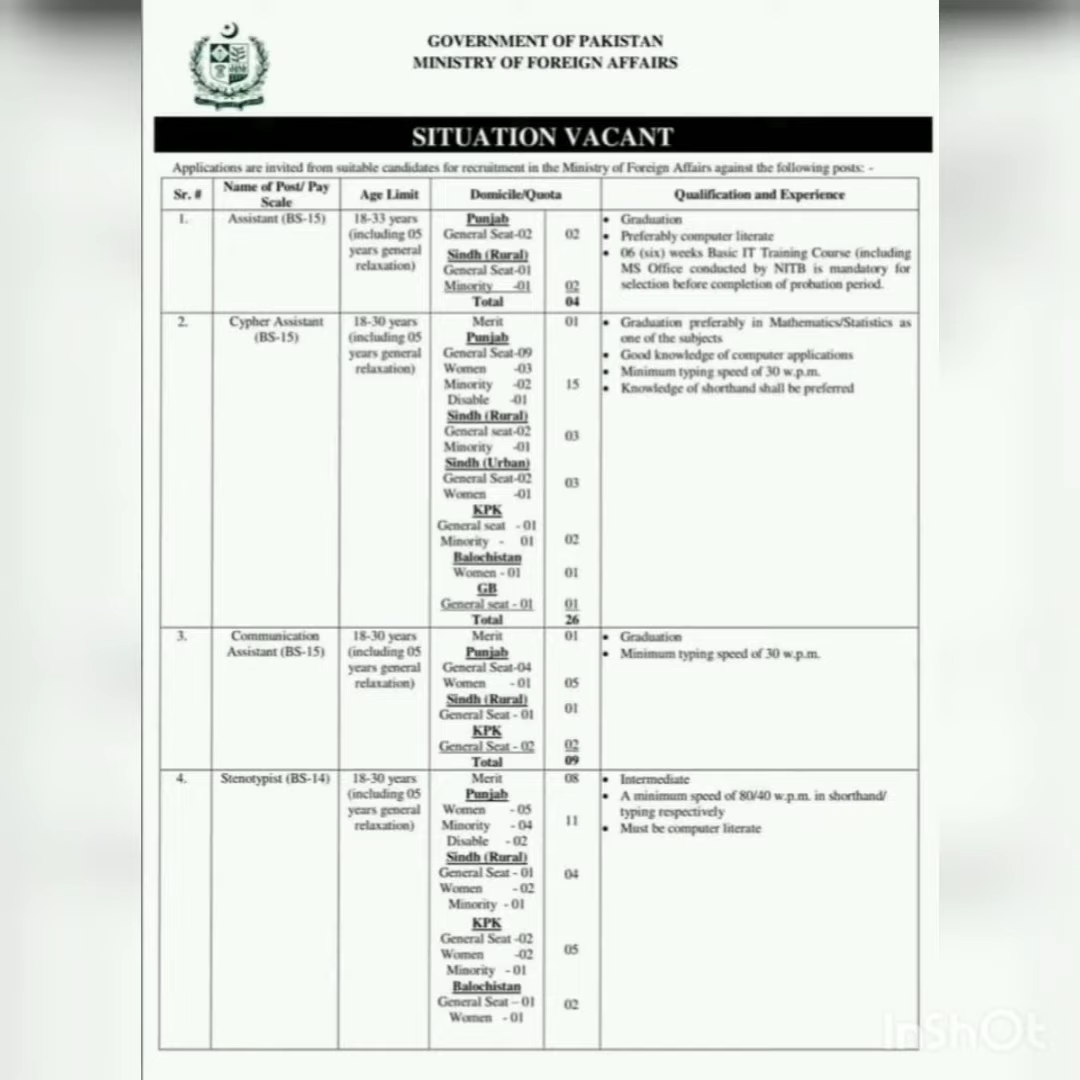 GOVERNMENT OF PAKISTAN
MINISTRY OF FOREIGN AFFAIRS
SITUATION VACANT
Applications are invited from suitable candidates for recruitment in the Ministry of Foreign Affairs against the following posts: -
Sr. # Name of Post/ Pay Scale Age Limit Domicile/Quota Qualification and Experience
1. Assistant (BS-15) 18-33 years Punjab • Graduation
(including 05 General Seat-02 02 • Preferably computer literate
years general Sindh (Rural) • 06 (six) weeks Basic IT Training Course (including
relaxation) General Seat-01 MS Office conducted by NITB is mandatory for
Minority -01 02 selection before completion of probation period.
Total 04
2. Cypher Assistant 18-30 years Merit 01 • Graduation preferably in Mathematics/Statistics as
(BS-15) (including 05 Punjab one of the subjects
years general General Seat-09 • Good knowledge of computer applications
relaxation) Women -03 • Minimum typing speed of 30 w.p.m.
Minority -02 15 • Knowledge of shorthand shall be preferred
Disable -01
Sindh (Rural)
General seat-02 03
Minority -01
Sindh (Urban)
General Seat-02 03
Women -01
KPK
General seat - 01
Minority - 01 02
Balochistan
Women - 01 01
GB
General seat - 01 01
Total 26
3. Communication 18-30 years Merit 01 • Graduation
Assistant (BS-15) (including 05 Punjab • Minimum typing speed of 30 w.p.m.
years general General Seat-04
relaxation) Women - 01 05
Sindh (Rural)
General Seat - 01 01
KPK
General Seat - 02 02
Total 09
4. Stenotypist (BS-14) 18-30 years Merit 08 • Intermediate
(including 05 Punjab • A minimum speed of 80/40 w.p.m. in shorthand/
years general Women - 05 typing respectively
relaxation) Minority - 04 11 • Must be computer literate
Disable - 02
Sindh (Rural)
General Seat - 01 04
Women - 02
Minority - 01
KPK
General Seat -02
Women -02 05
Minority - 01
Balochistan
General Seat – 01 02
Women - 01
InShOt